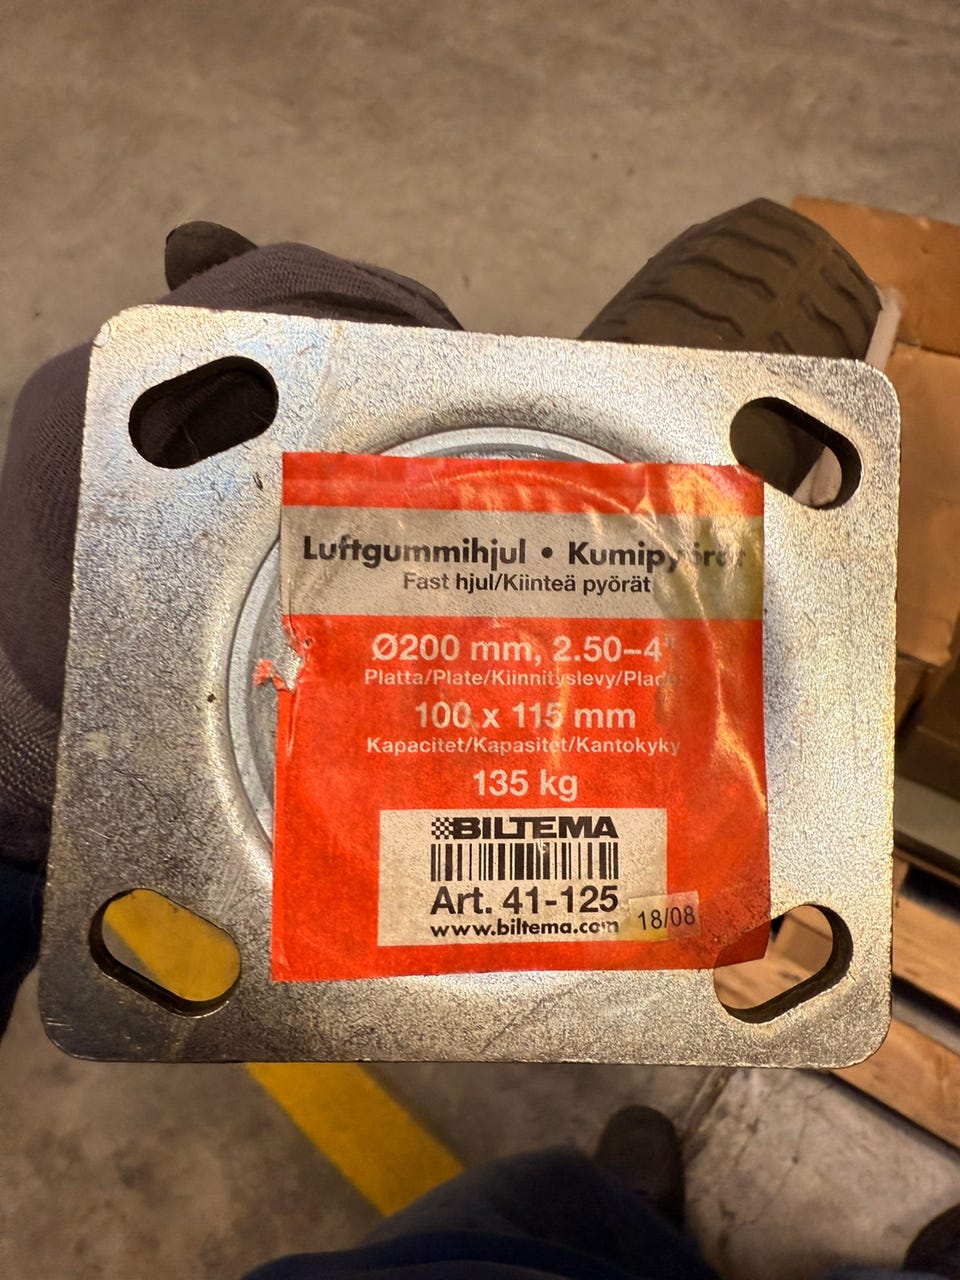 Luftgummihjul • Kumipyörät
Fast hjul/Kiinteä pyörät
Ø200 mm, 2.50–4"
Platta/Plate/Kiinnityslevy/Plade
100 x 115 mm
Kapacitet/Kapasitet/Kantokyky
135 kg
BILTEMA
Art. 41-125
www.biltema.com
18/08